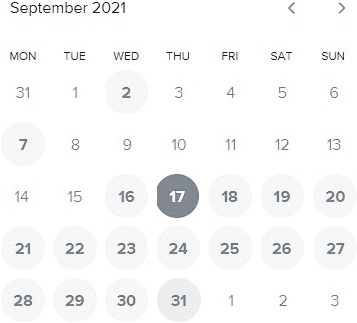 September 2021
MON TUE WED THU FRI SAT SUN
31 1 2 3 4 5 6
7 8 9 10 11 12 13
14 15 16 17 18 19 20
21 22 23 24 25 26 27
28 29 30 31 1 2 3